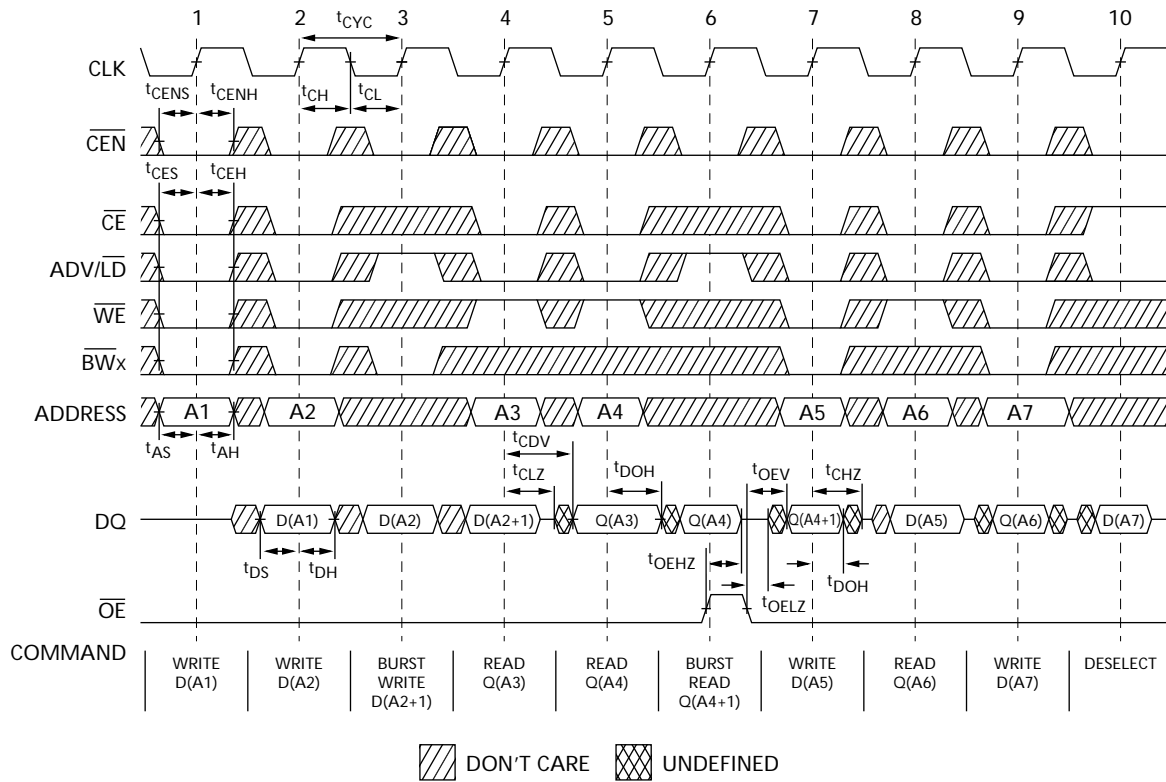 1 2 3 4 5 6 7 8 9 10
tCYC
CLK
tCENS tCENH tCH tCL
CEN
tCES tCEH
CE
ADV/LD
WE
BWx
ADDRESS A1 A2 A3 A4 A5 A6 A7
tAS tAH tCDV
tCLZ tDOH tOEV tCHZ
DQ D(A1) D(A2) D(A2+1) Q(A3) Q(A4) Q(A4+1) D(A5) Q(A6) D(A7)
tDS tDH tOEHZ tDOH
tOELZ
OE
COMMAND
WRITE D(A1)
WRITE D(A2)
BURST WRITE D(A2+1)
READ Q(A3)
READ Q(A4)
BURST READ Q(A4+1)
WRITE D(A5)
READ Q(A6)
WRITE D(A7)
DESELECT
DON'T CARE UNDEFINED